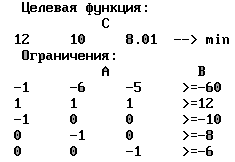 Целевая функция:
C
12 10 8.01 --> min
Ограничения:
A B
-1 -6 -5 >=-60
1 1 1 >=12
-1 0 0 >=-10
0 -1 0 >=-8
0 0 -1 >=-6